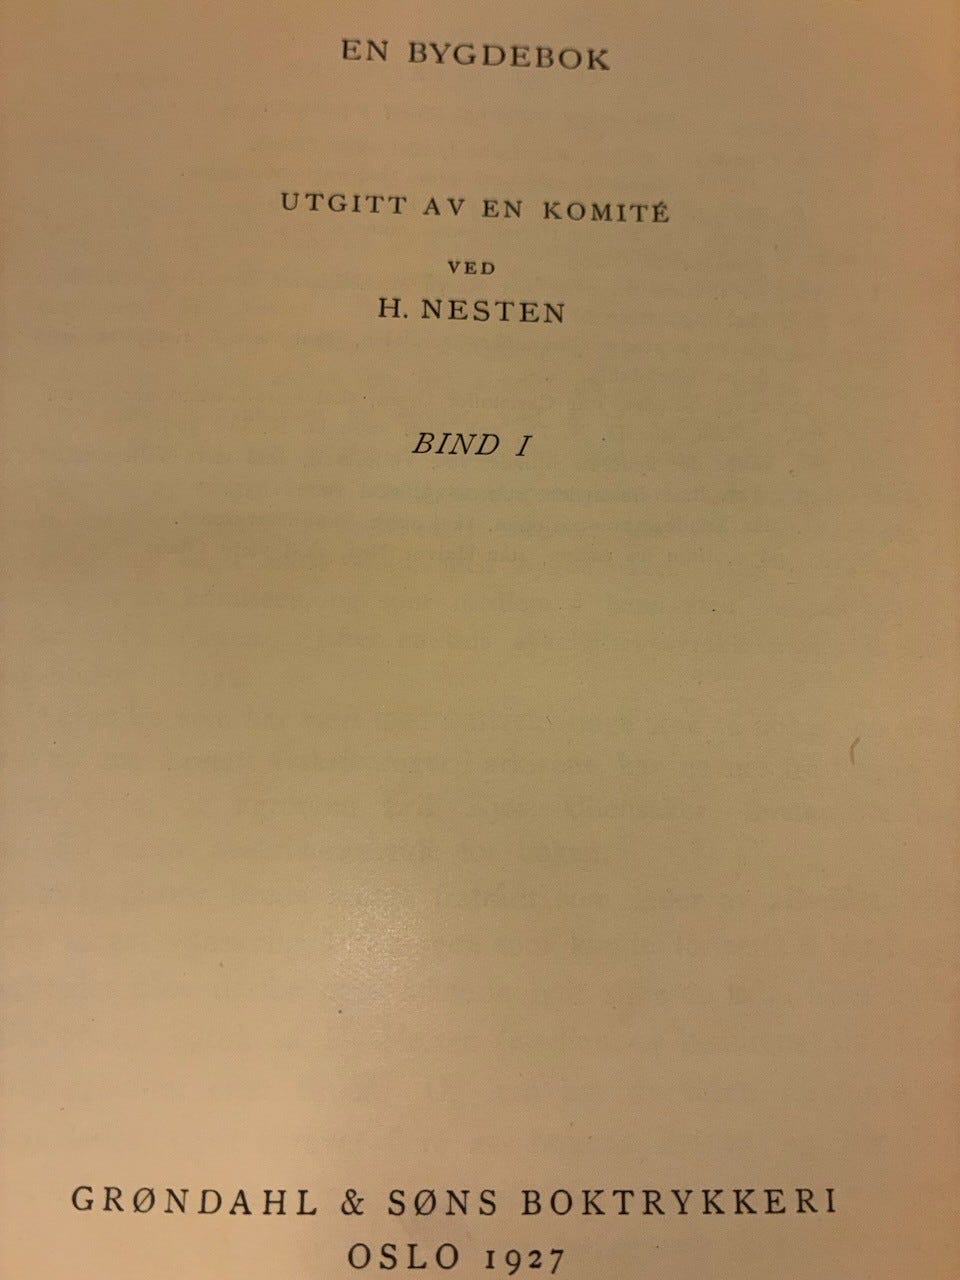 EN BYGDEBOK
UTGITT AV EN KOMITÉ
VED
H. NESTEN
BIND I
GRØNDAHL & SØNS BOKTRYKKERI
OSLO 1927